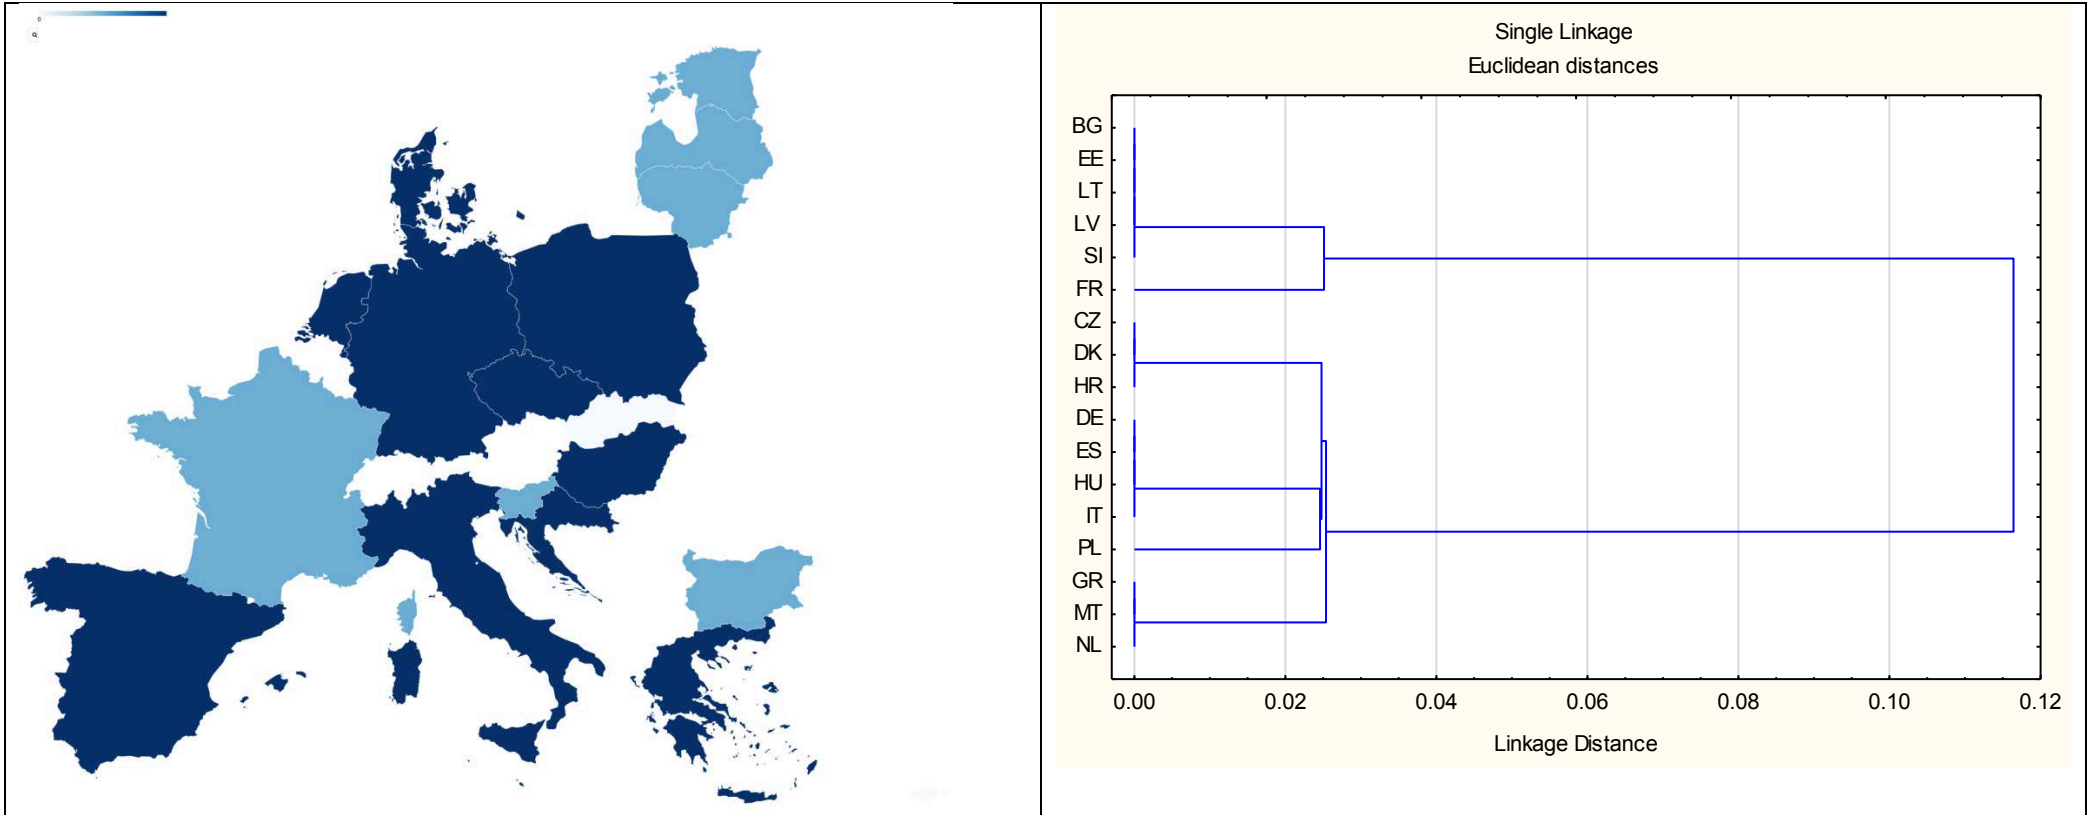 0
Single Linkage
Euclidean distances
BG
EE
LT
LV
SI
FR
CZ
DK
HR
DE
ES
HU
IT
PL
GR
MT
NL
0.00 0.02 0.04 0.06 0.08 0.10 0.12
Linkage Distance